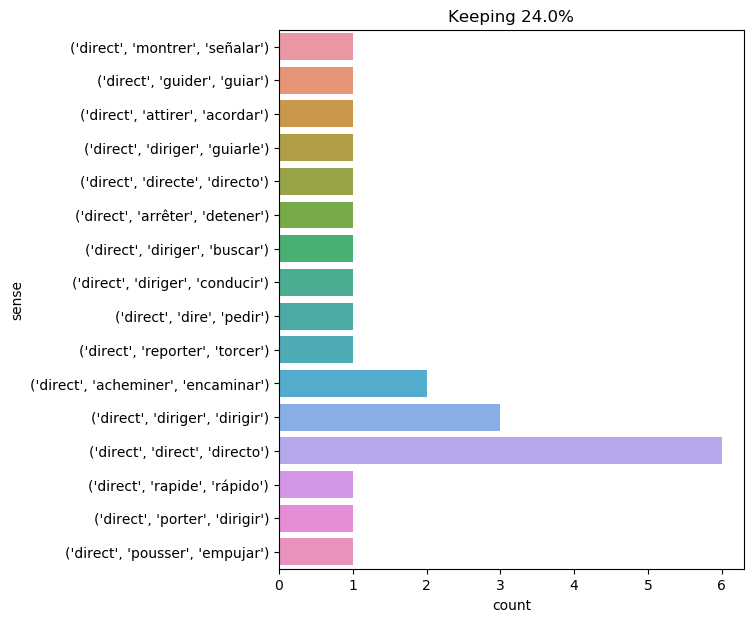 Keeping 24.0%
('direct', 'montrer', 'señalar')
('direct', 'guider', 'guiar')
('direct', 'attirer', 'acordar')
('direct', 'diriger', 'guiarle')
('direct', 'directe', 'directo')
('direct', 'arrêter', 'detener')
('direct', 'diriger', 'buscar')
('direct', 'diriger', 'conducir')
('direct', 'dire', 'pedir')
('direct', 'reporter', 'torcer')
('direct', 'acheminer', 'encaminar')
('direct', 'diriger', 'dirigir')
('direct', 'direct', 'directo')
('direct', 'rapide', 'rápido')
('direct', 'porter', 'dirigir')
('direct', 'pousser', 'empujar')
sense
0 1 2 3 4 5 6
count